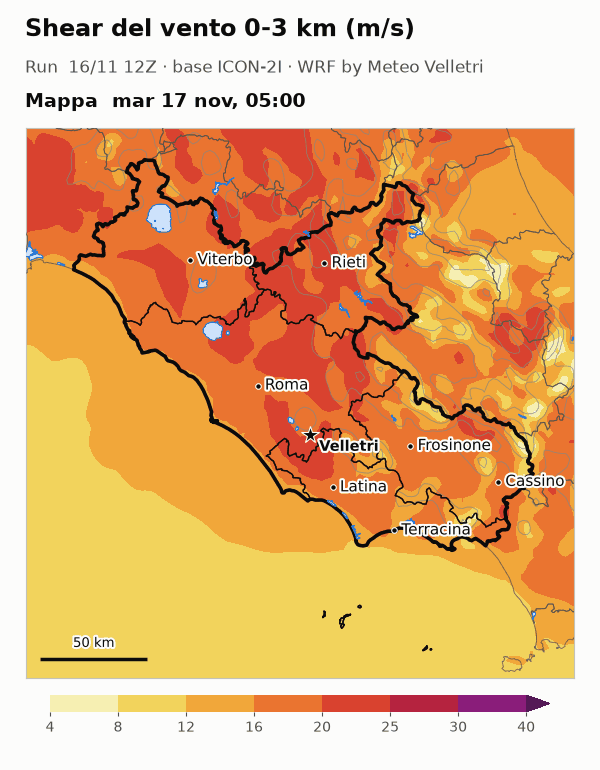 Shear del vento 0-3 km (m/s)
Run  16/11 12Z · base ICON-2I · WRF by Meteo Velletri
Mappa  mar 17 nov, 05:00
Viterbo
Rieti
Roma
Velletri
Frosinone
Latina
Cassino
Terracina
50 km
4 8 12 16 20 25 30 40